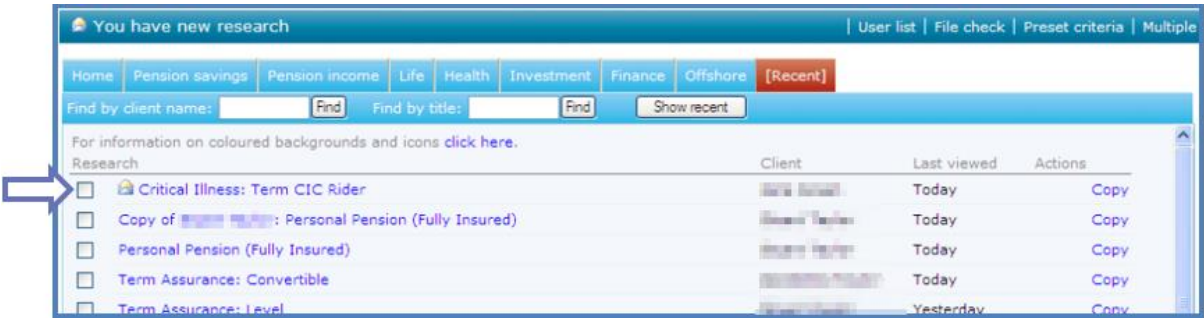 You have new research | User list | File check | Preset criteria | Multiple
Home Pension savings Pension income Life Health Investment Finance Offshore [Recent]
Find by client name: Find Find by title: Find Show recent
For information on coloured backgrounds and icons click here.
Research Client Last viewed Actions
Critical Illness: Term CIC Rider Today Copy
Copy of : Personal Pension (Fully Insured) Today Copy
Personal Pension (Fully Insured) Today Copy
Term Assurance: Convertible Today Copy
Term Assurance: Level Yesterday Copy